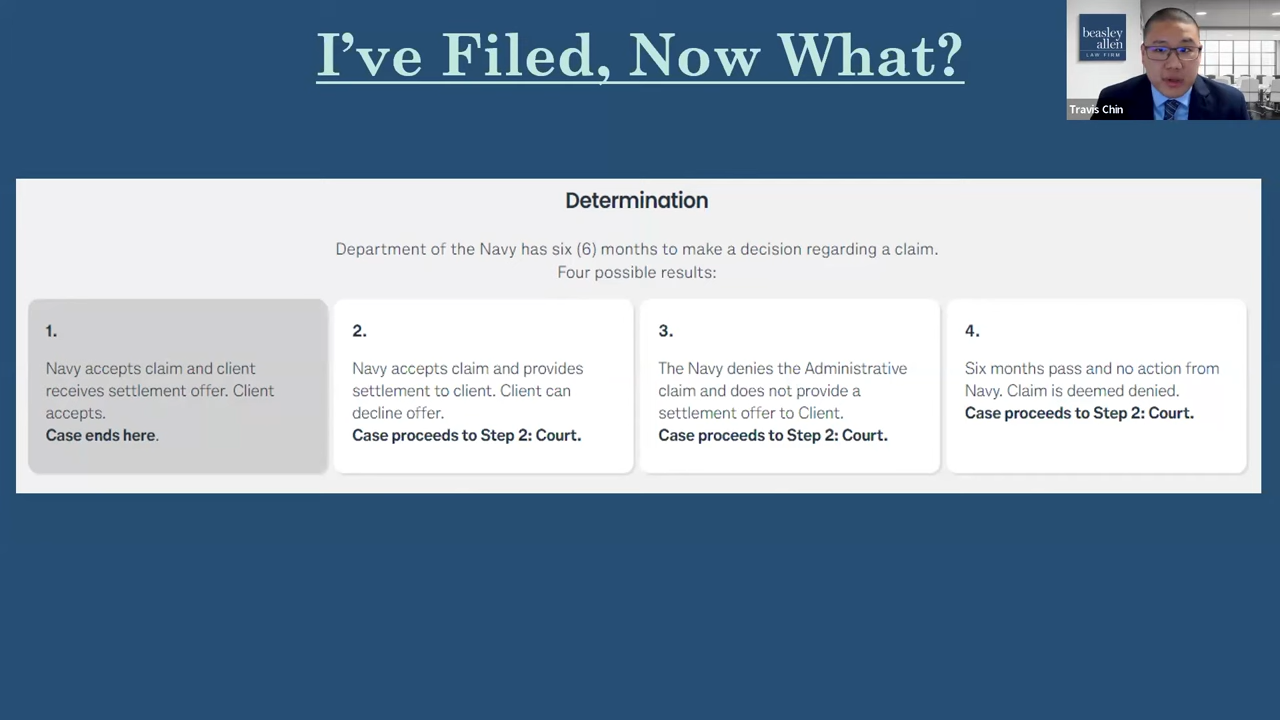 I've Filed, Now What?
beasley
allen
LAW FIRM
Travis Chin
Determination
Department of the Navy has six (6) months to make a decision regarding a claim.
Four possible results:
1.
Navy accepts claim and client
receives settlement offer. Client
accepts.
Case ends here.
2.
Navy accepts claim and provides
settlement to client. Client can
decline offer.
Case proceeds to Step 2: Court.
3.
The Navy denies the Administrative
claim and does not provide a
settlement offer to Client.
Case proceeds to Step 2: Court.
4.
Six months pass and no action from
Navy. Claim is deemed denied.
Case proceeds to Step 2: Court.